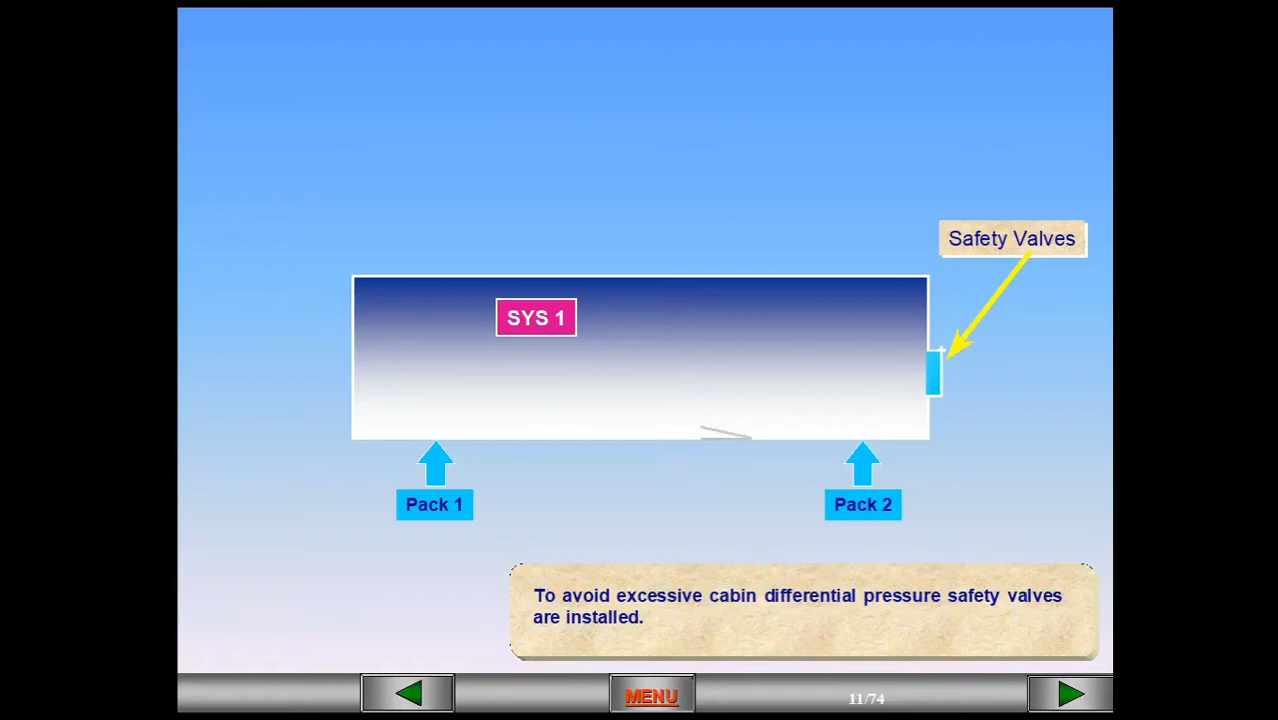 Safety Valves
SYS 1
Pack 1
Pack 2
To avoid excessive cabin differential pressure safety valves
are installed.
MENU
11/74